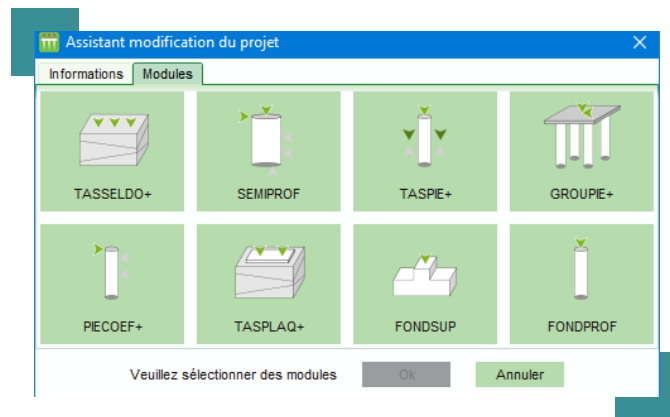 Assistant modification du projet
Informations Modules
TASSELDO+ SEMIPROF TASPIE+ GROUPIE+
PIECOEF+ TASPLAQ+ FONDSUP FONDPROF
Veuillez sélectionner des modules Ok Annuler